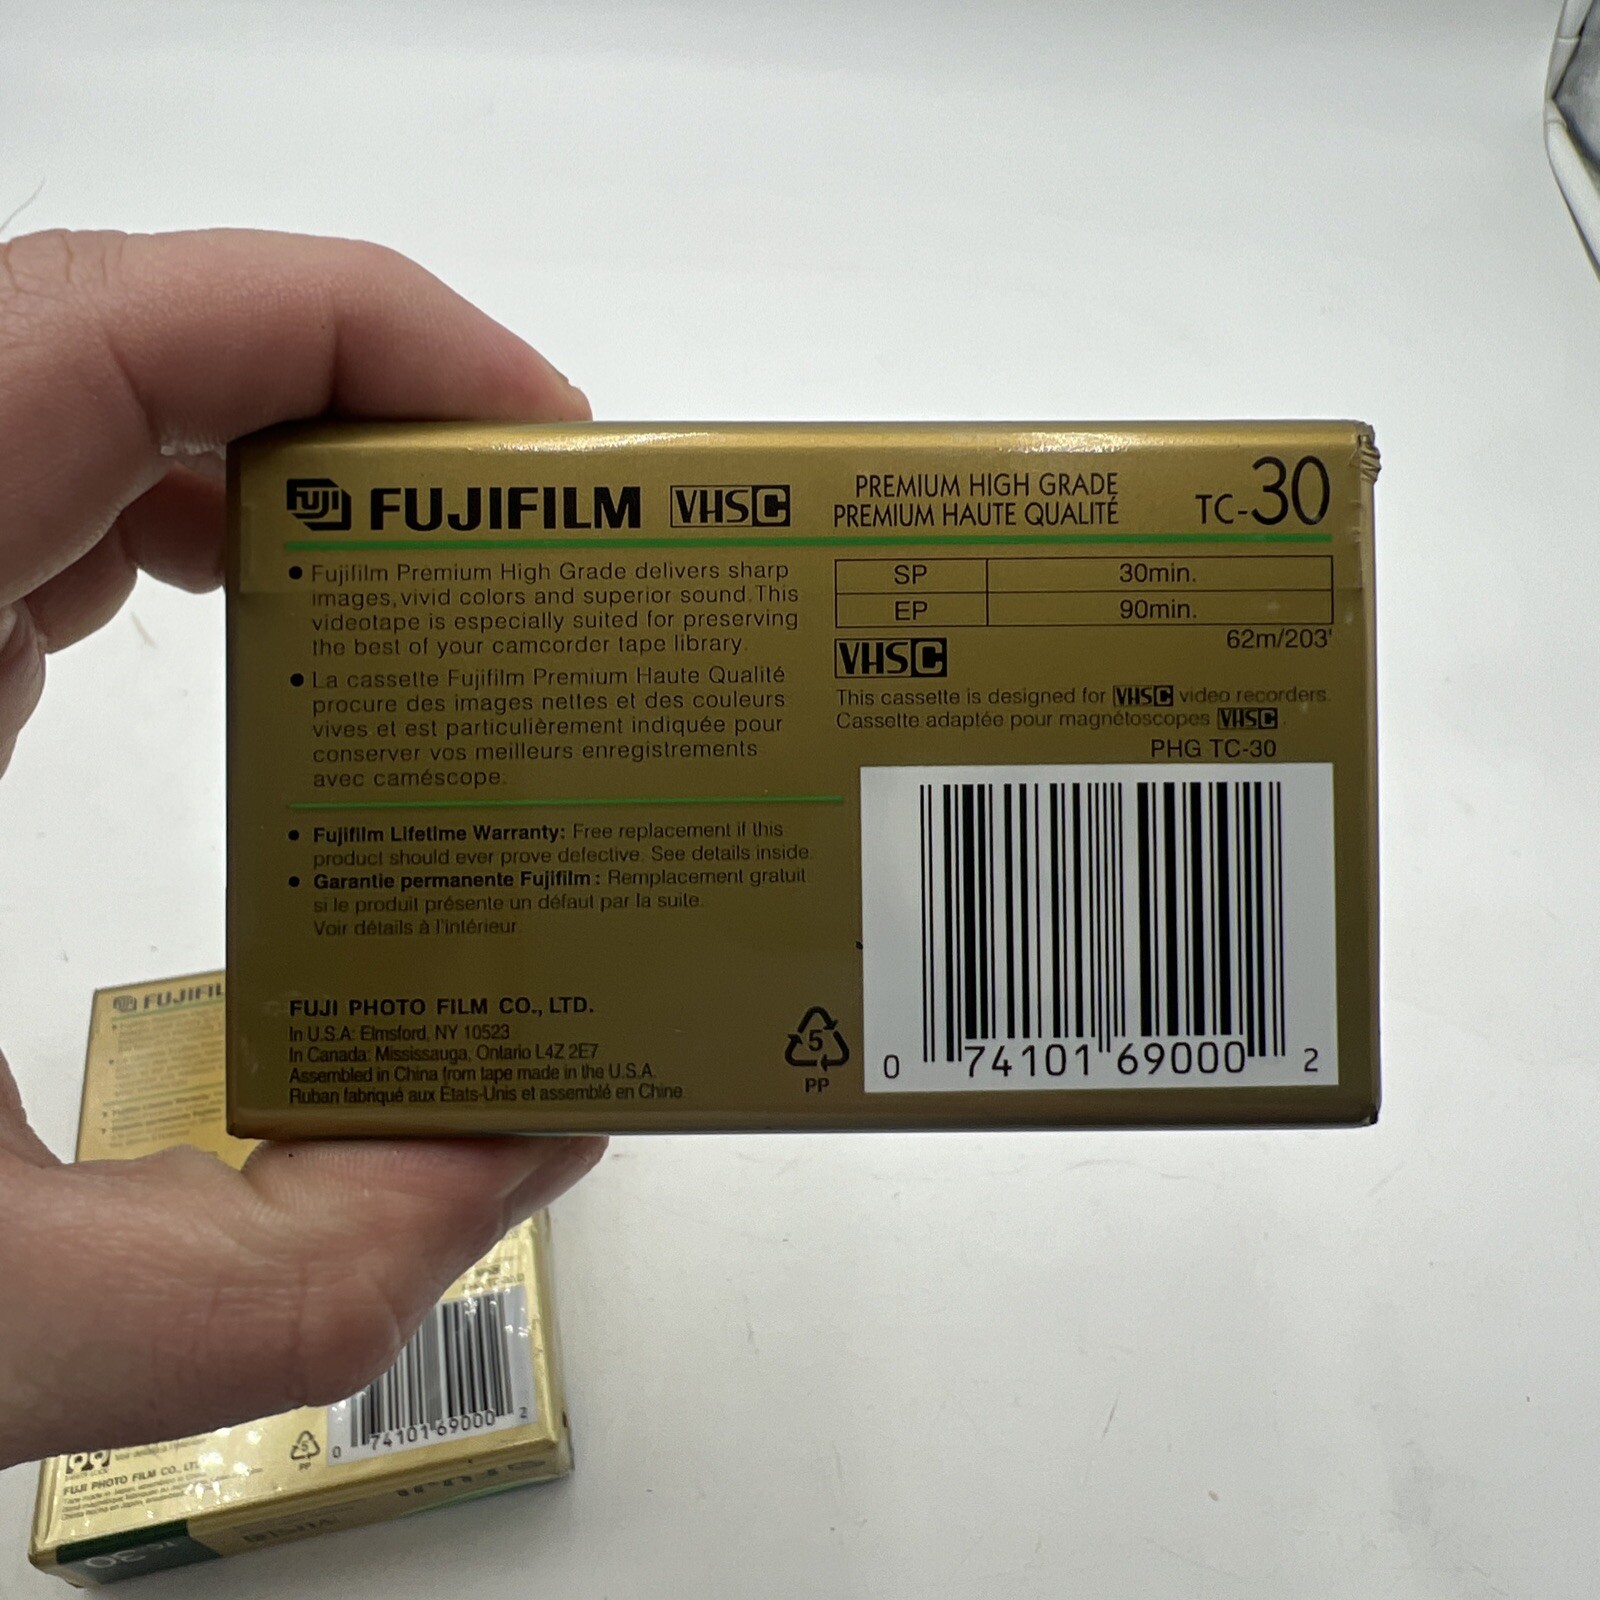 FUJI FUJIFILM VHSC PREMIUM HIGH GRADE
PREMIUM HAUTE QUALITÉ
TC-30
• Fujifilm Premium High Grade delivers sharp
images, vivid colors and superior sound. This
videotape is especially suited for preserving
the best of your camcorder tape library.
• La cassette Fujifilm Premium Haute Qualité
procure des images nettes et des couleurs
vives et est particulièrement indiquée pour
conserver vos meilleurs enregistrements
avec caméscope.
SP 30min.
EP 90min.
62m/203'
VHSC
This cassette is designed for VHSC video recorders.
Cassette adaptée pour magnétoscopes VHSC.
PHG TC-30
• Fujifilm Lifetime Warranty: Free replacement if this
product should ever prove defective. See details inside.
• Garantie permanente Fujifilm : Remplacement gratuit
si le produit présente un défaut par la suite.
Voir détails à l'intérieur.
FUJI PHOTO FILM CO., LTD.
In U.S.A: Elmsford, NY 10523
In Canada: Mississauga, Ontario L4Z 2E7
Assembled in China from tape made in the U.S.A.
Ruban fabriqué aux États-Unis et assemblé en Chine
5
PP
0 74101 69000 2
FUJIFIL
0 74101 69000 2
5
PP
FUJI PHOTO FILM CO., LT
TC-30